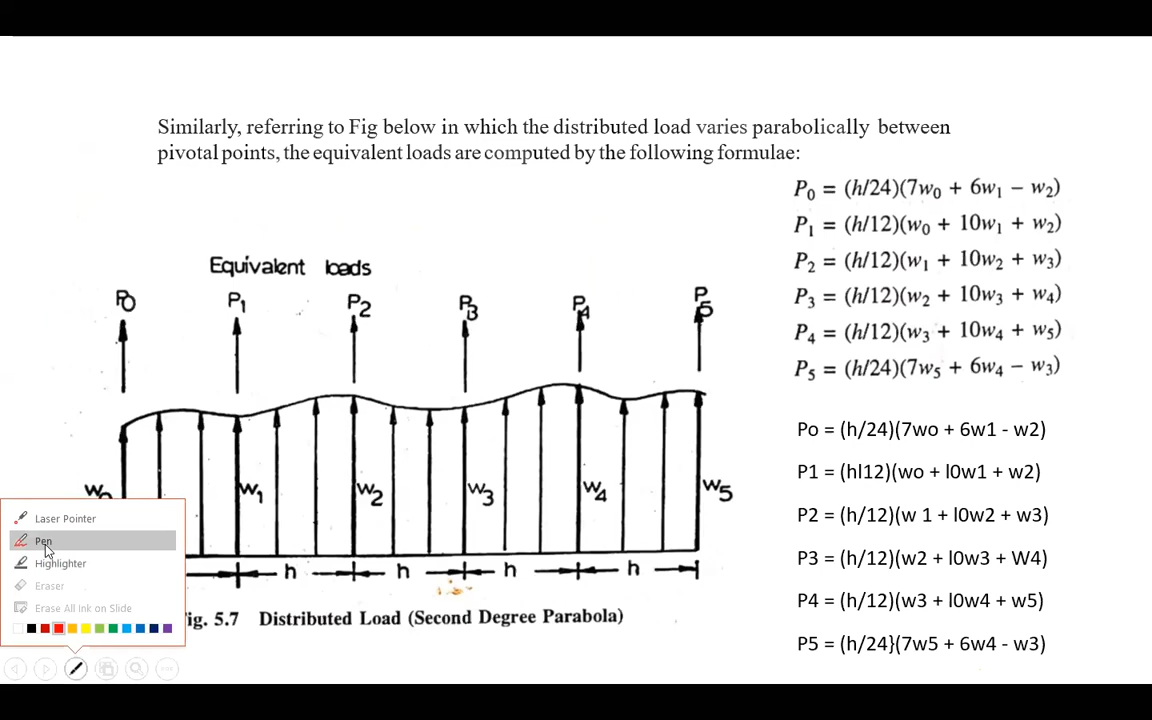 Similarly, referring to Fig below in which the distributed load varies parabolically between
pivotal points, the equivalent loads are computed by the following formulae:
P₀ = (h/24)(7w₀ + 6w₁ − w₂)
P₁ = (h/12)(w₀ + 10w₁ + w₂)
P₂ = (h/12)(w₁ + 10w₂ + w₃)
P₃ = (h/12)(w₂ + 10w₃ + w₄)
P₄ = (h/12)(w₃ + 10w₄ + w₅)
P₅ = (h/24)(7w₅ + 6w₄ − w₃)
Equivalent loads
P0 P₁ P₂ P3 P4 P5
W₁ W₂ W₃ W₄ W₅
h h h h
ig. 5.7 Distributed Load (Second Degree Parabola)
Po = (h/24)(7wo + 6w1 - w2)
P1 = (hl12)(wo + l0w1 + w2)
P2 = (h/12)(w 1 + l0w2 + w3)
P3 = (h/12)(w2 + l0w3 + W4)
P4 = (h/12)(w3 + l0w4 + w5)
P5 = (h/24}(7w5 + 6w4 - w3)
Laser Pointer
Pen
Highlighter
Eraser
Erase All Ink on Slide